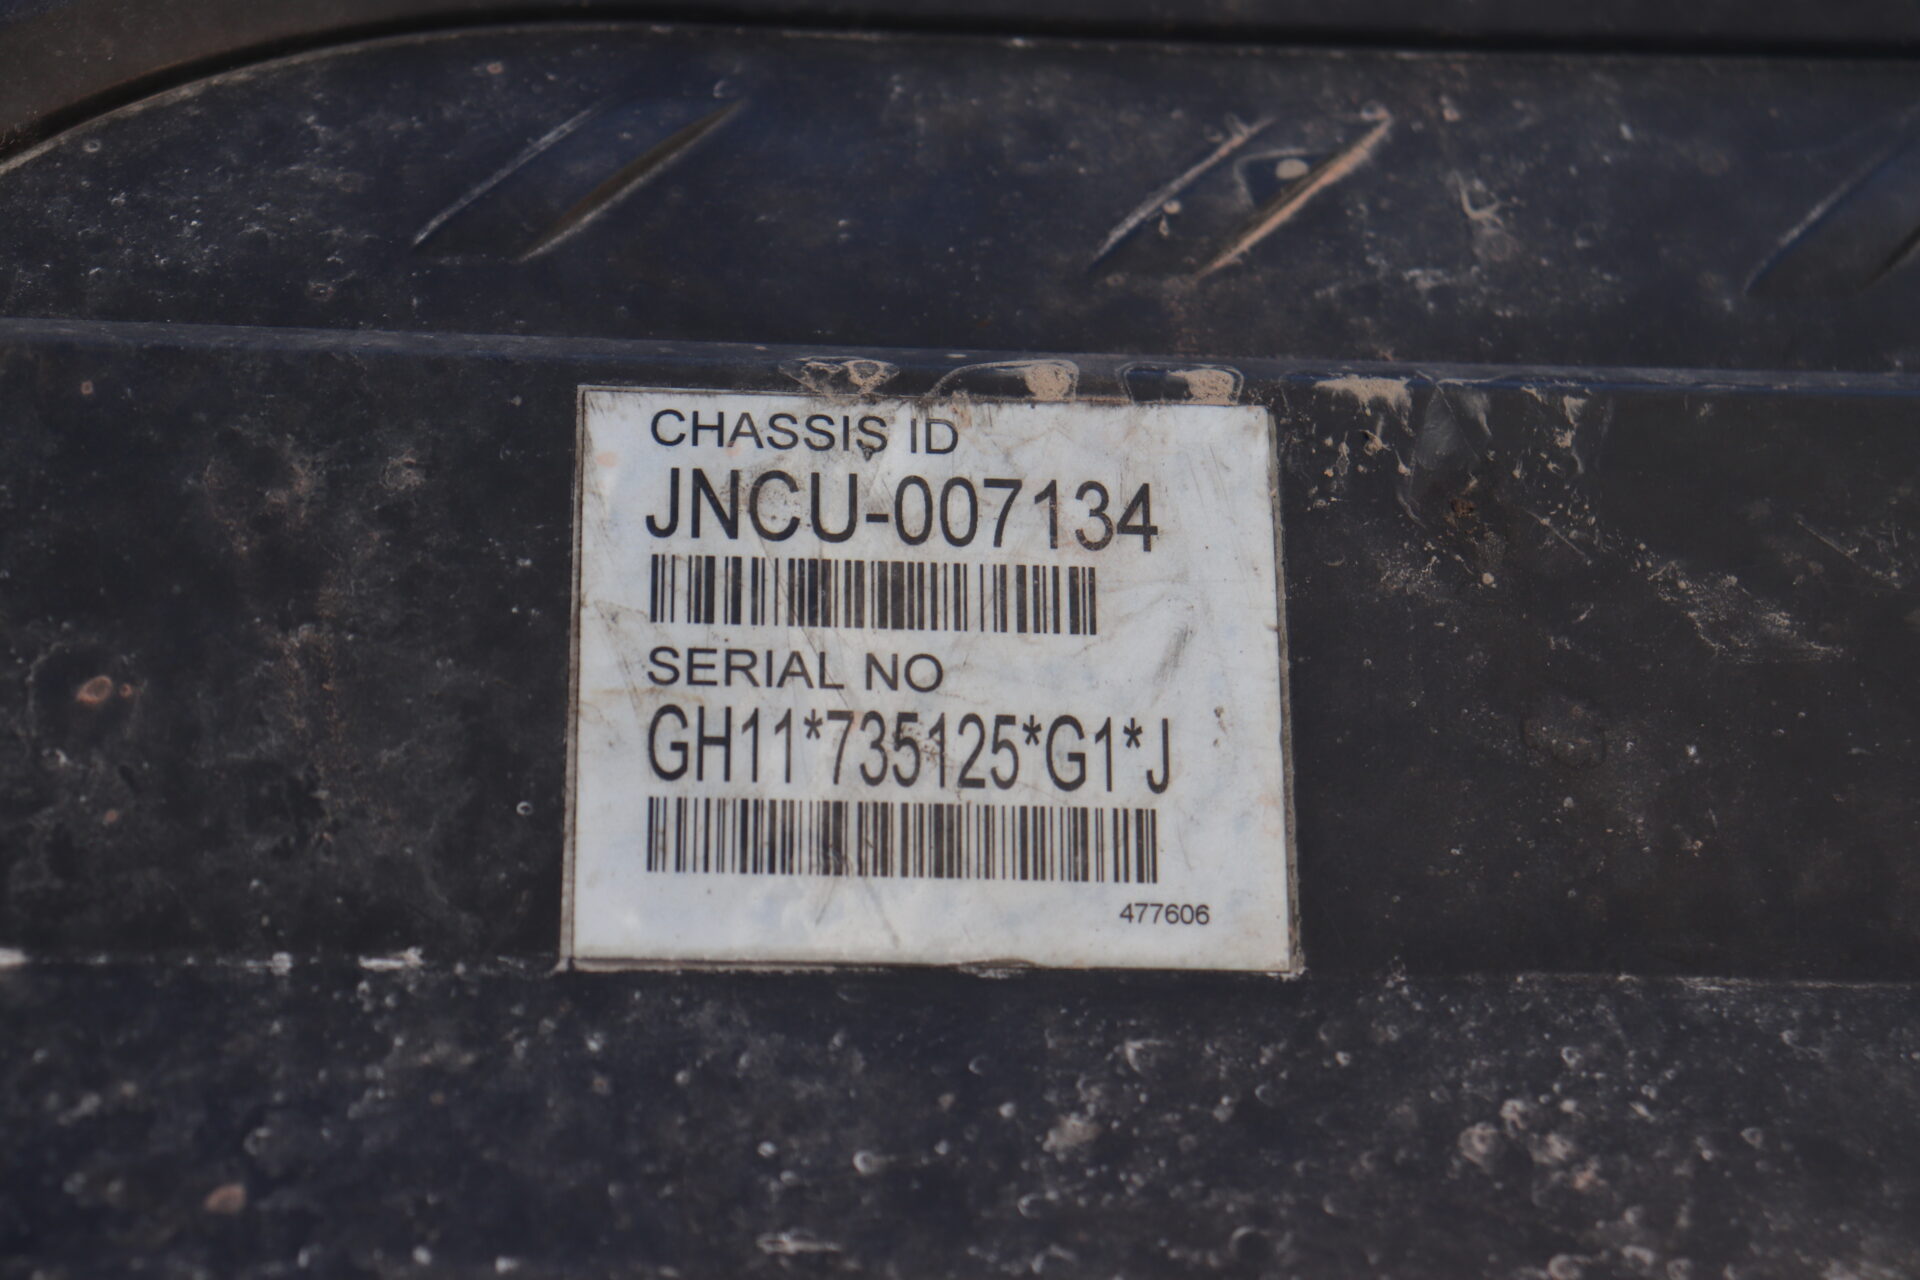 CHASSIS ID
JNCU-007134
SERIAL NO
GH11*735125*G1*J
477606